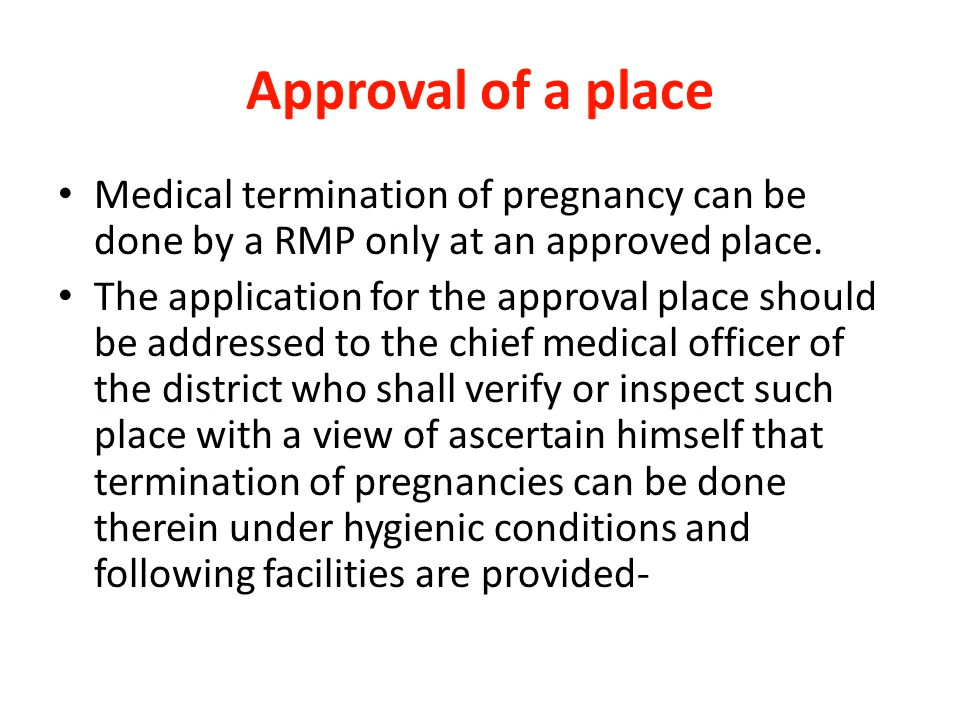 Approval of a place
• Medical termination of pregnancy can be
done by a RMP only at an approved place.
• The application for the approval place should
be addressed to the chief medical officer of
the district who shall verify or inspect such
place with a view of ascertain himself that
termination of pregnancies can be done
therein under hygienic conditions and
following facilities are provided-